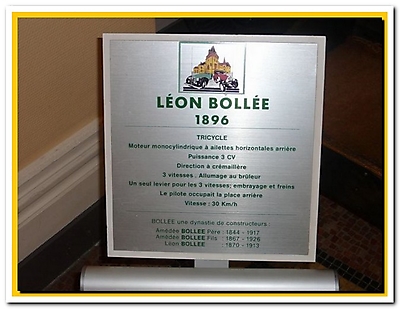 LÉON BOLLÉE
1896
TRICYCLE
Moteur monocylindrique à ailettes horizontales arrière
Puissance 3 CV
Direction à crémaillère
3 vitesses . Allumage au brûleur
Un seul levier pour les 3 vitesses; embrayage et freins
Le pilote occupait la place arrière
Vitesse : 30 Km/h
BOLLEE une dynastie de constructeurs :
Amédée BOLLEE Père : 1844 - 1917
Amédée BOLLEE Fils : 1867 - 1926
Léon BOLLEE 1870 - 1913